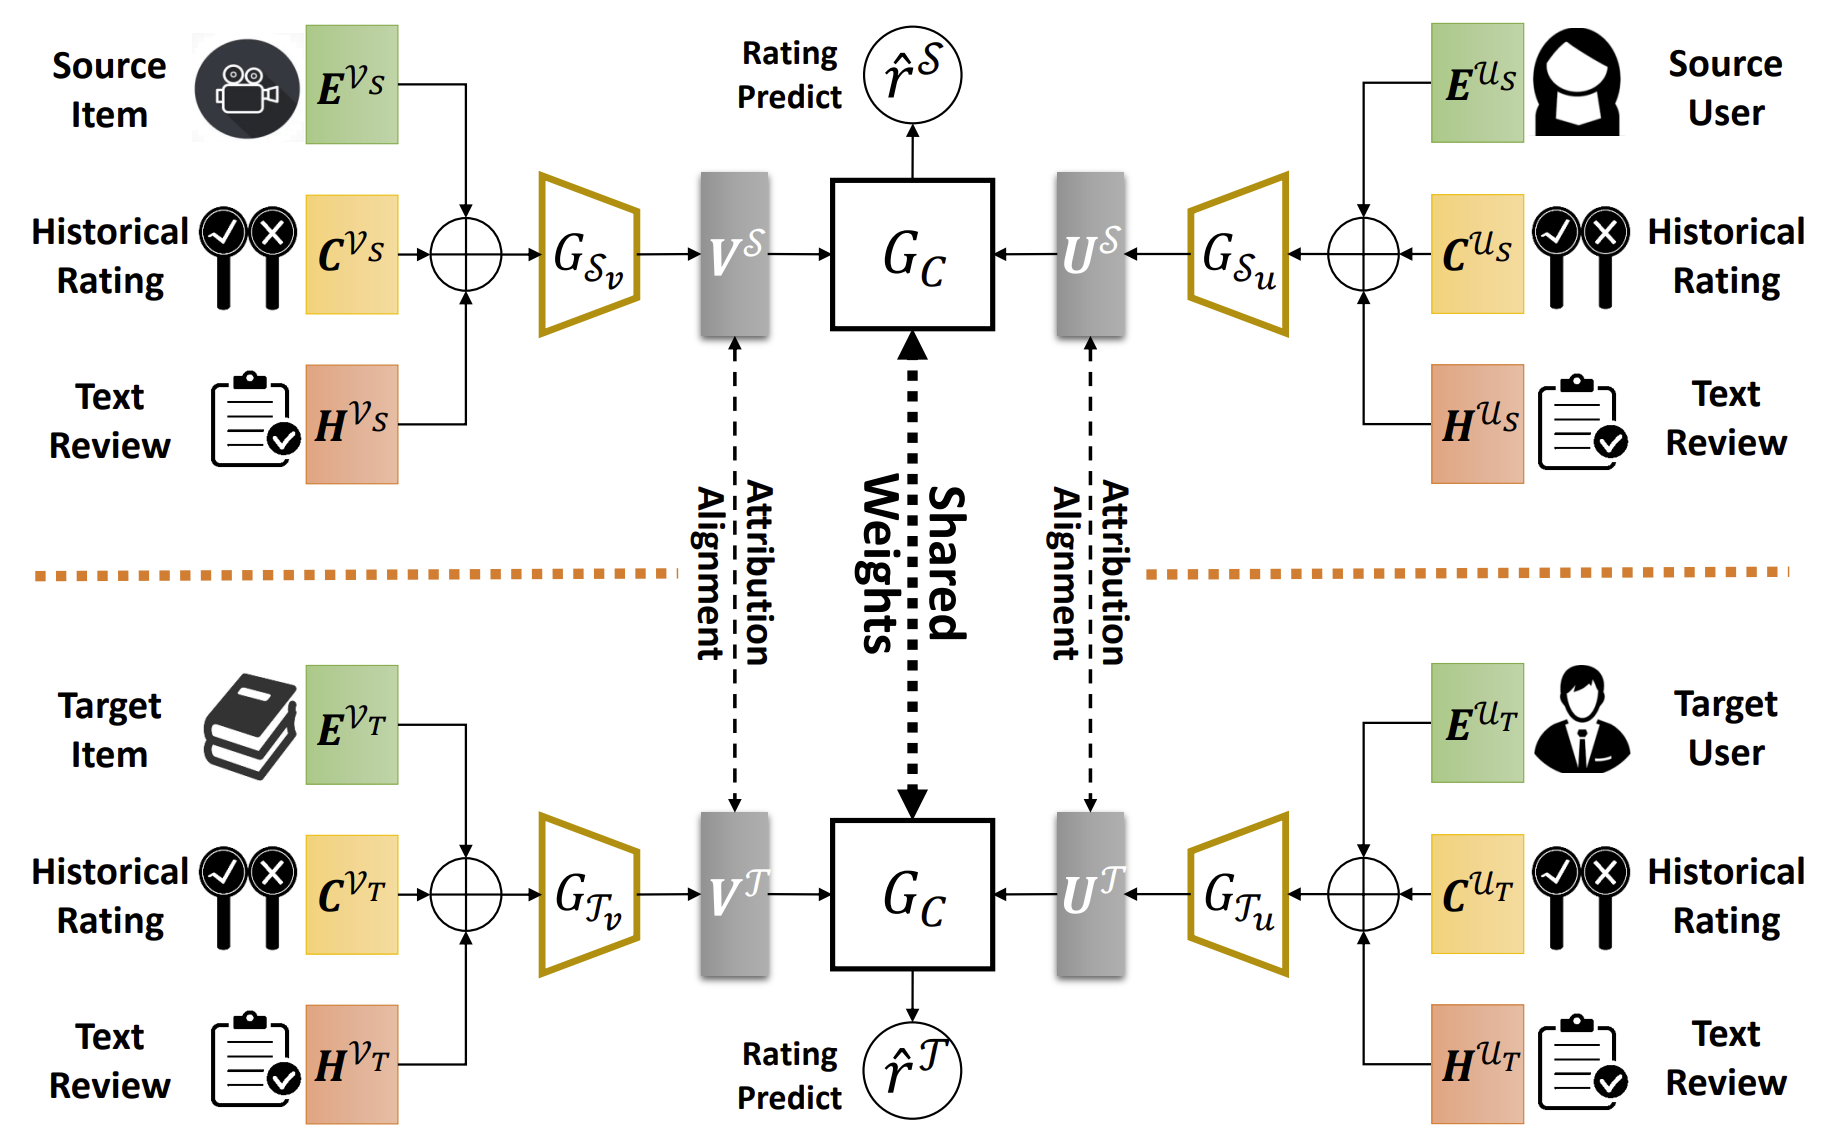 Source
Item
E^{𝒱_S}
Historical
Rating
C^{𝒱_S}
Text
Review
H^{𝒱_S}
G_{𝒮_v}
V^𝒮
Rating
Predict
r̂^𝒮
G_C
U^𝒮
G_{𝒮_u}
E^{𝒰_S}
Source
User
C^{𝒰_S}
Historical
Rating
H^{𝒰_S}
Text
Review
Attribution
Alignment
Shared
Weights
Attribution
Alignment
Target
Item
E^{𝒱_T}
Historical
Rating
C^{𝒱_T}
Text
Review
H^{𝒱_T}
G_{𝒯_v}
V^𝒯
G_C
Rating
Predict
r̂^𝒯
U^𝒯
G_{𝒯_u}
E^{𝒰_T}
Target
User
C^{𝒰_T}
Historical
Rating
H^{𝒰_T}
Text
Review